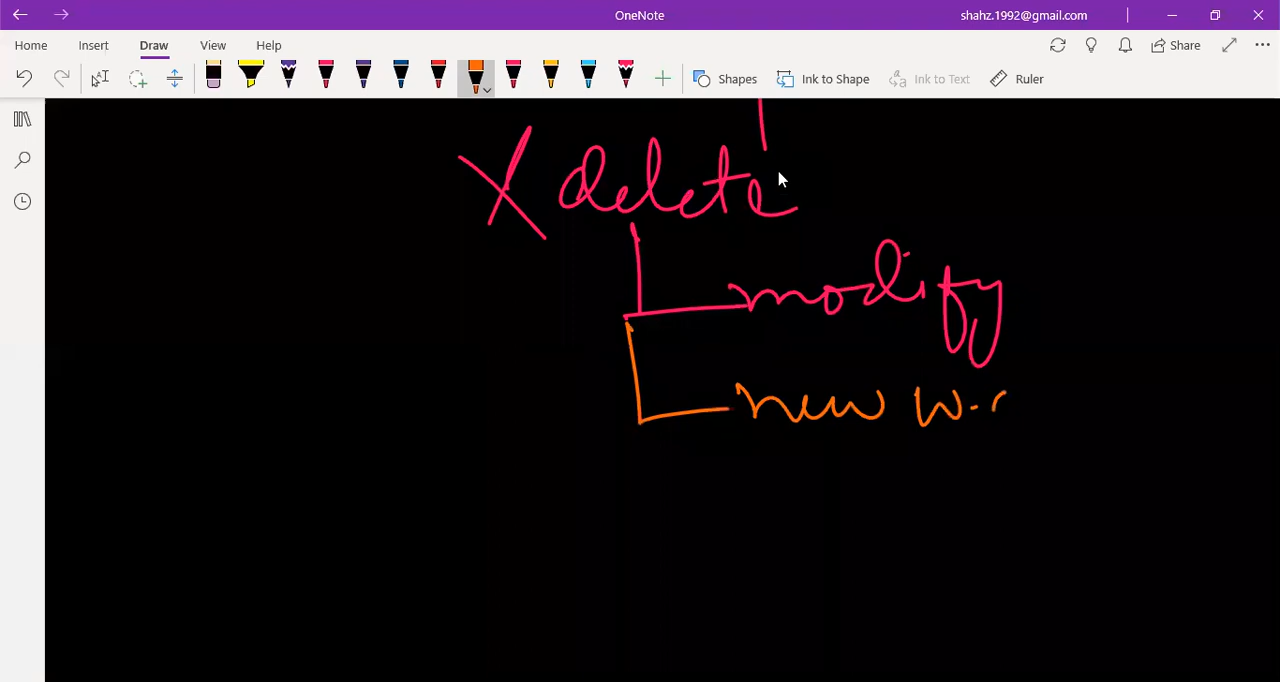 OneNote
shahz.1992@gmail.com
Home Insert Draw View Help
Share
Shapes Ink to Shape Ink to Text Ruler
X delete
modify
new w.r